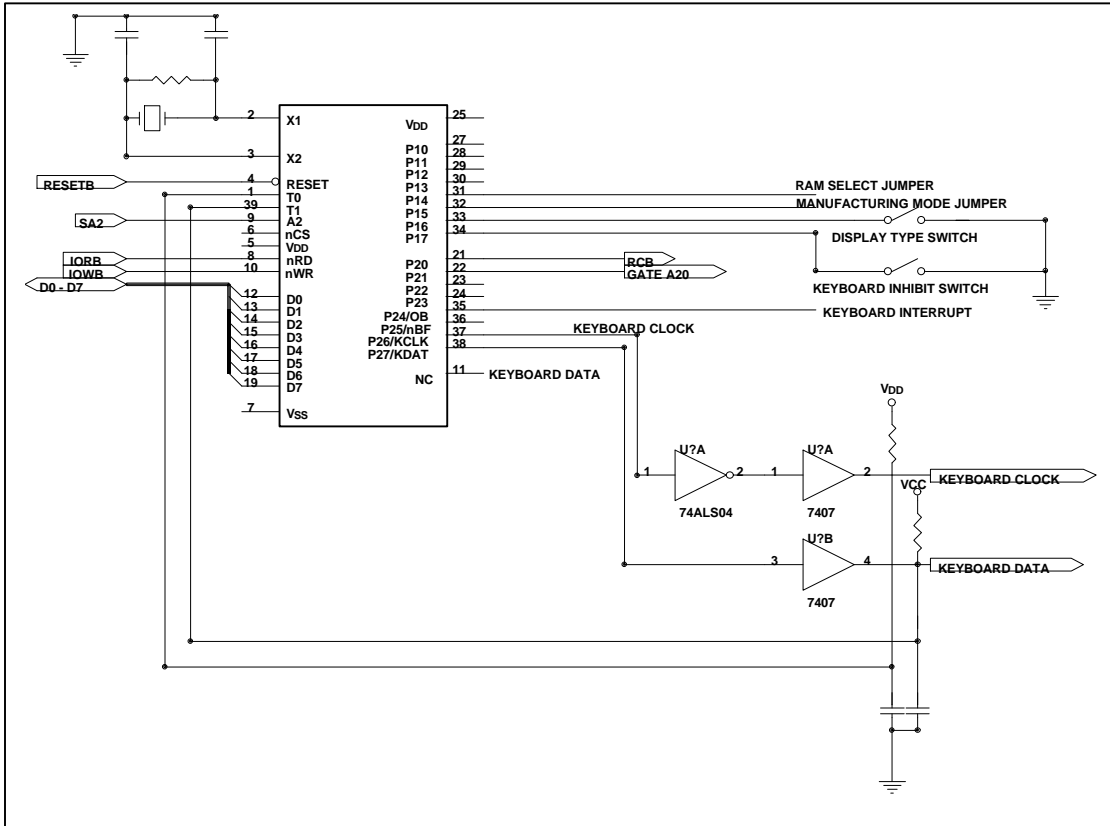 2 X1
3 X2
4 RESET
1 T0
39 T1
9 A2
6 nCS
5 VDD
8 nRD
10 nWR
12 D0
13 D1
14 D2
15 D3
16 D4
17 D5
18 D6
19 D7
7 VSS
RESETB
SA2
IORB
IOWB
D0 - D7
VDD 25
P10 27
P11 28
P12 29
P13 30
P14 31
P15 32
P16 33
P17 34
P20 21
P21 22
P22 23
P23 24
P24/OB 35
P25/nBF 36
P26/KCLK 37
P27/KDAT 38
NC 11
RAM SELECT JUMPER
MANUFACTURING MODE JUMPER
DISPLAY TYPE SWITCH
RCB
GATE A20
KEYBOARD INHIBIT SWITCH
KEYBOARD INTERRUPT
KEYBOARD CLOCK
KEYBOARD DATA
VDD
U?A
1 2
74ALS04
U?A
1 2
7407
KEYBOARD CLOCK
VCC
U?B
3 4
7407
KEYBOARD DATA